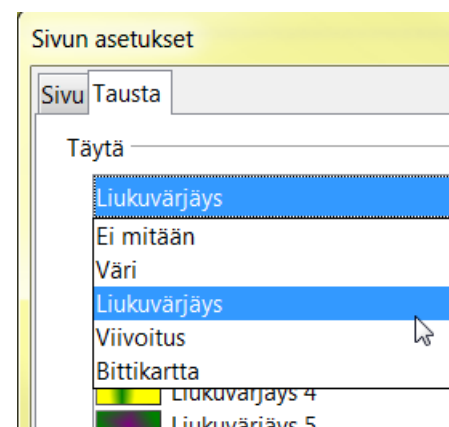 Sivun asetukset
Sivu Tausta
Täytä
Liukuvärjäys
Ei mitään
Väri
Liukuvärjäys
Viivoitus
Bittikartta
Liukuvärjäys 4
Liukuvärjäys 5